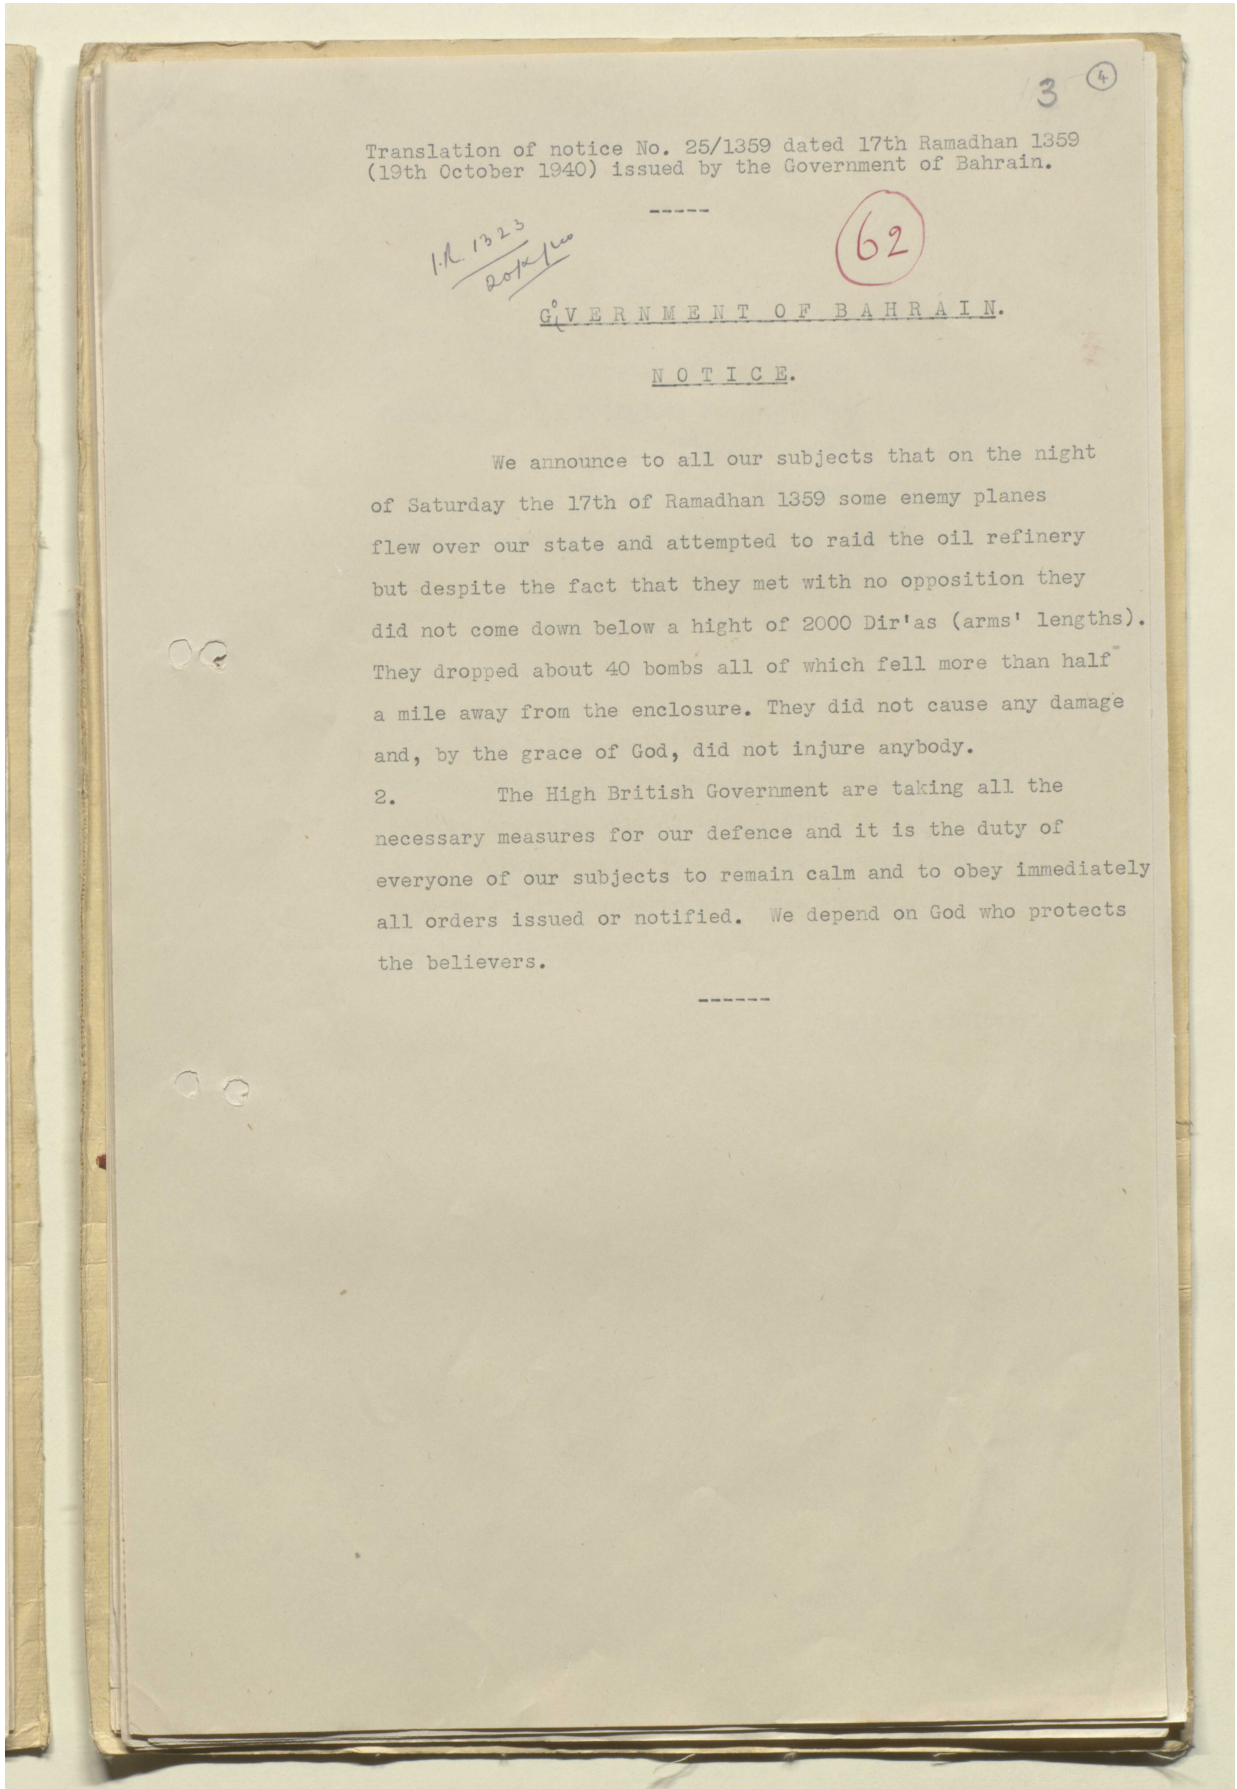 3 4
Translation of notice No. 25/1359 dated 17th Ramadhan 1359
(19th October 1940) issued by the Government of Bahrain.
-----
62
I.R. 1323
20/x/40
GoVERNMENT OF BAHRAIN.
NOTICE.
We announce to all our subjects that on the night
of Saturday the 17th of Ramadhan 1359 some enemy planes
flew over our state and attempted to raid the oil refinery
but despite the fact that they met with no opposition they
did not come down below a hight of 2000 Dir'as (arms' lengths).
They dropped about 40 bombs all of which fell more than half
a mile away from the enclosure. They did not cause any damage
and, by the grace of God, did not injure anybody.
2. The High British Government are taking all the
necessary measures for our defence and it is the duty of
everyone of our subjects to remain calm and to obey immediately
all orders issued or notified. We depend on God who protects
the believers.
------